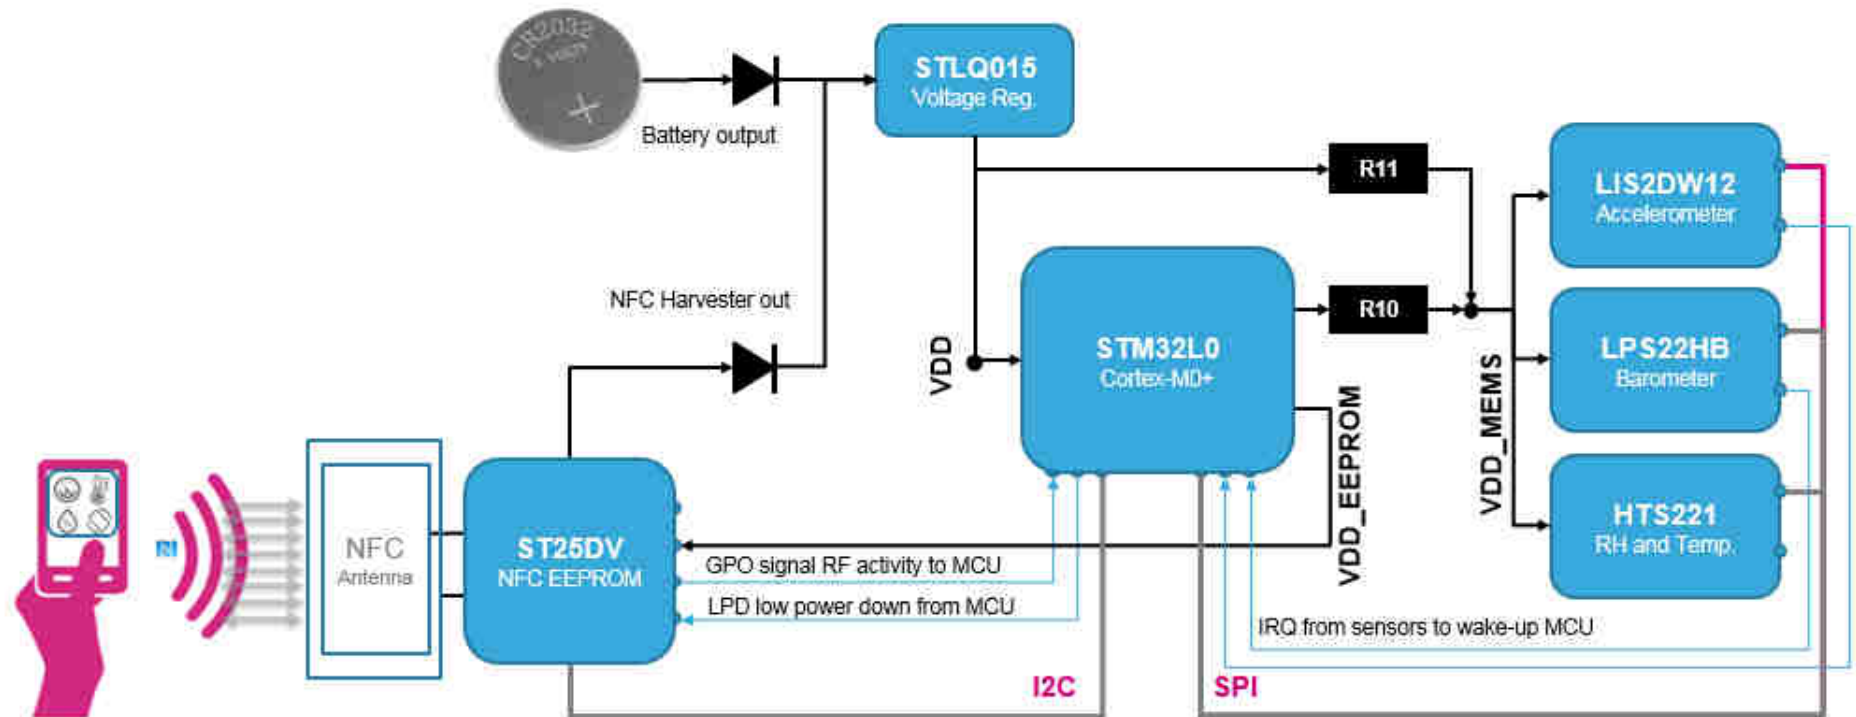 CR2032
3 VOLTS
STLQ015
Voltage Reg.
Battery output
R11
LIS2DW12
Accelerometer
NFC Harvester out
R10
VDD
STM32L0
Cortex-M0+
LPS22HB
Barometer
VDD_EEPROM
VDD_MEMS
NFC
Antenna
ST25DV
NFC EEPROM
HTS221
RH and Temp.
GPO signal RF activity to MCU
LPD low power down from MCU
IRQ from sensors to wake-up MCU
I2C
SPI